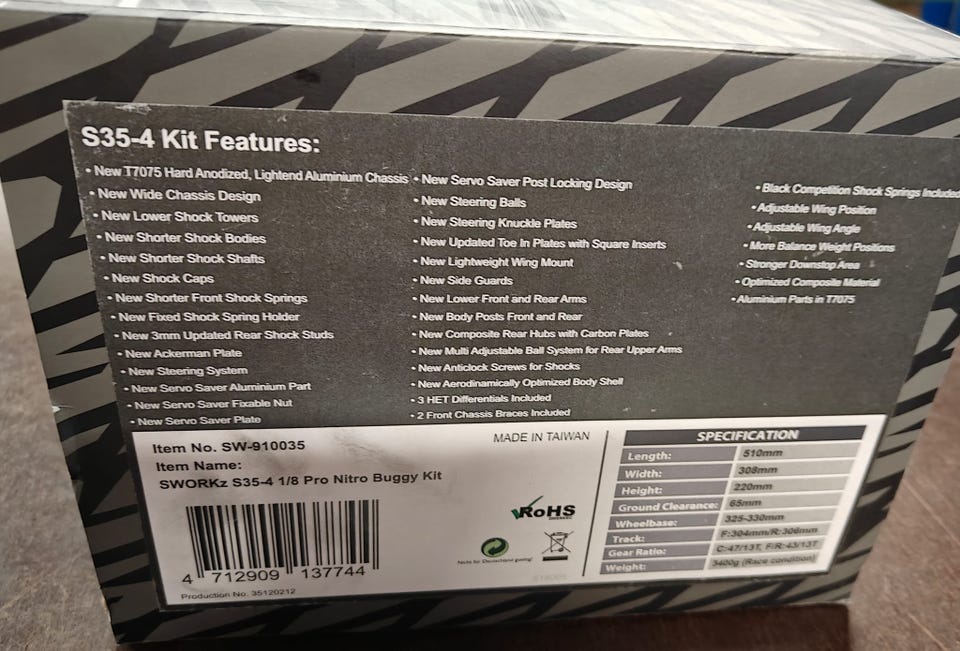 S35-4 Kit Features:
• New T7075 Hard Anodized, Lightend Aluminium Chassis
• New Wide Chassis Design
• New Lower Shock Towers
• New Shorter Shock Bodies
• New Shorter Shock Shafts
• New Shock Caps
• New Shorter Front Shock Springs
• New Fixed Shock Spring Holder
• New 3mm Updated Rear Shock Studs
• New Ackerman Plate
• New Steering System
• New Servo Saver Aluminium Part
• New Servo Saver Fixable Nut
• New Servo Saver Plate
• New Servo Saver Post Locking Design
• New Steering Balls
• New Steering Knuckle Plates
• New Updated Toe In Plates with Square Inserts
• New Lightweight Wing Mount
• New Side Guards
• New Lower Front and Rear Arms
• New Body Posts Front and Rear
• New Composite Rear Hubs with Carbon Plates
• New Multi Adjustable Ball System for Rear Upper Arms
• New Anticlock Screws for Shocks
• New Aerodinamically Optimized Body Shell
• 3 HET Differentials Included
• 2 Front Chassis Braces Included
• Black Competition Shock Springs Included
• Adjustable Wing Position
• Adjustable Wing Angle
• More Balance Weight Positions
• Stronger Downstop Area
• Optimized Composite Material
• Aluminium Parts in T7075
Item No. SW-910035
Item Name:
SWORKz S35-4 1/8 Pro Nitro Buggy Kit
4 712909 137744
Production No. 35120212
MADE IN TAIWAN
RoHS
SPECIFICATION
Length: 510mm
Width: 308mm
Height: 220mm
Ground Clearance: 65mm
Wheelbase: 325-330mm
Track: F:304mm/R:306mm
Gear Ratio: C:47/13T, F/R:43/13T
Weight: 3400g (Race condition)